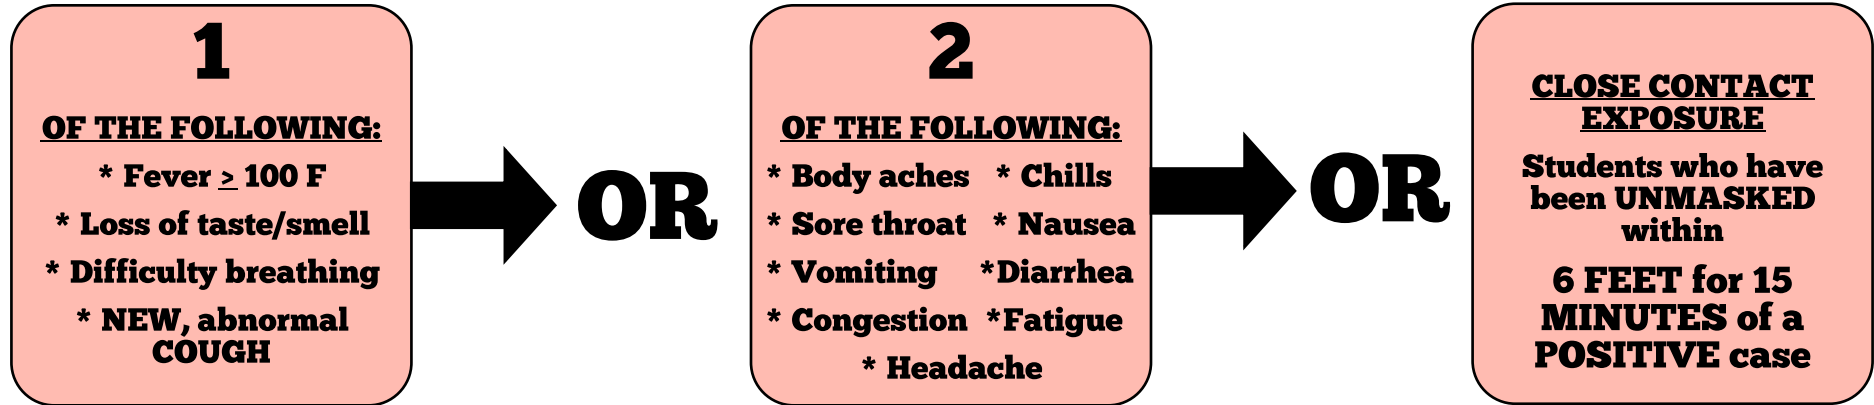 1
OF THE FOLLOWING:
* Fever ≥ 100 F
* Loss of taste/smell
* Difficulty breathing
* NEW, abnormal
COUGH
OR
2
OF THE FOLLOWING:
* Body aches * Chills
* Sore throat * Nausea
* Vomiting *Diarrhea
* Congestion *Fatigue
* Headache
OR
CLOSE CONTACT
EXPOSURE
Students who have
been UNMASKED
within
6 FEET for 15
MINUTES of a
POSITIVE case